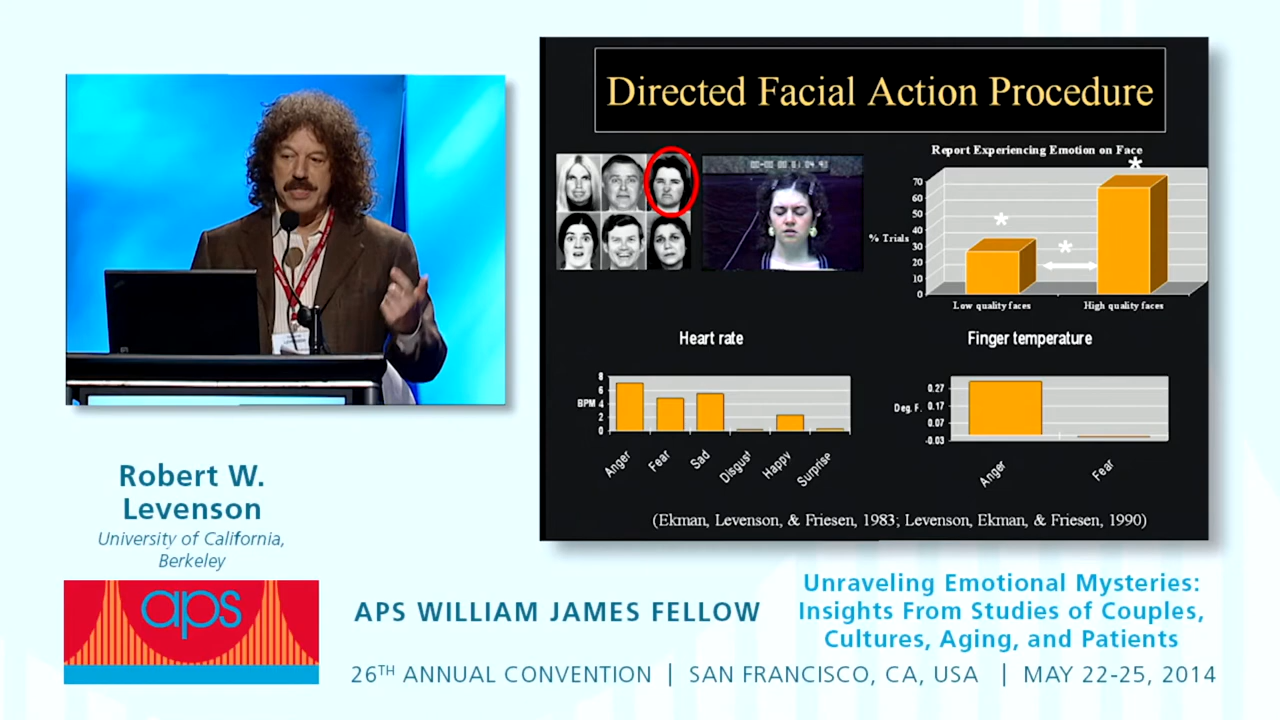 Directed Facial Action Procedure
Report Experiencing Emotion on Face
*
*
*
70
60
50
40
30
20
10
0
% Trials
Low quality faces
High quality faces
Heart rate
8
6
4
2
0
BPM
Anger
Fear
Sad
Disgust
Happy
Surprise
Finger temperature
0.27
0.17
0.07
-0.03
Deg. F.
Anger
Fear
(Ekman, Levenson, & Friesen, 1983; Levenson, Ekman, & Friesen, 1990)
Robert W.
Levenson
University of California,
Berkeley
aps
APS WILLIAM JAMES FELLOW
Unraveling Emotional Mysteries:
Insights From Studies of Couples,
Cultures, Aging, and Patients
26TH ANNUAL CONVENTION | SAN FRANCISCO, CA, USA | MAY 22-25, 2014